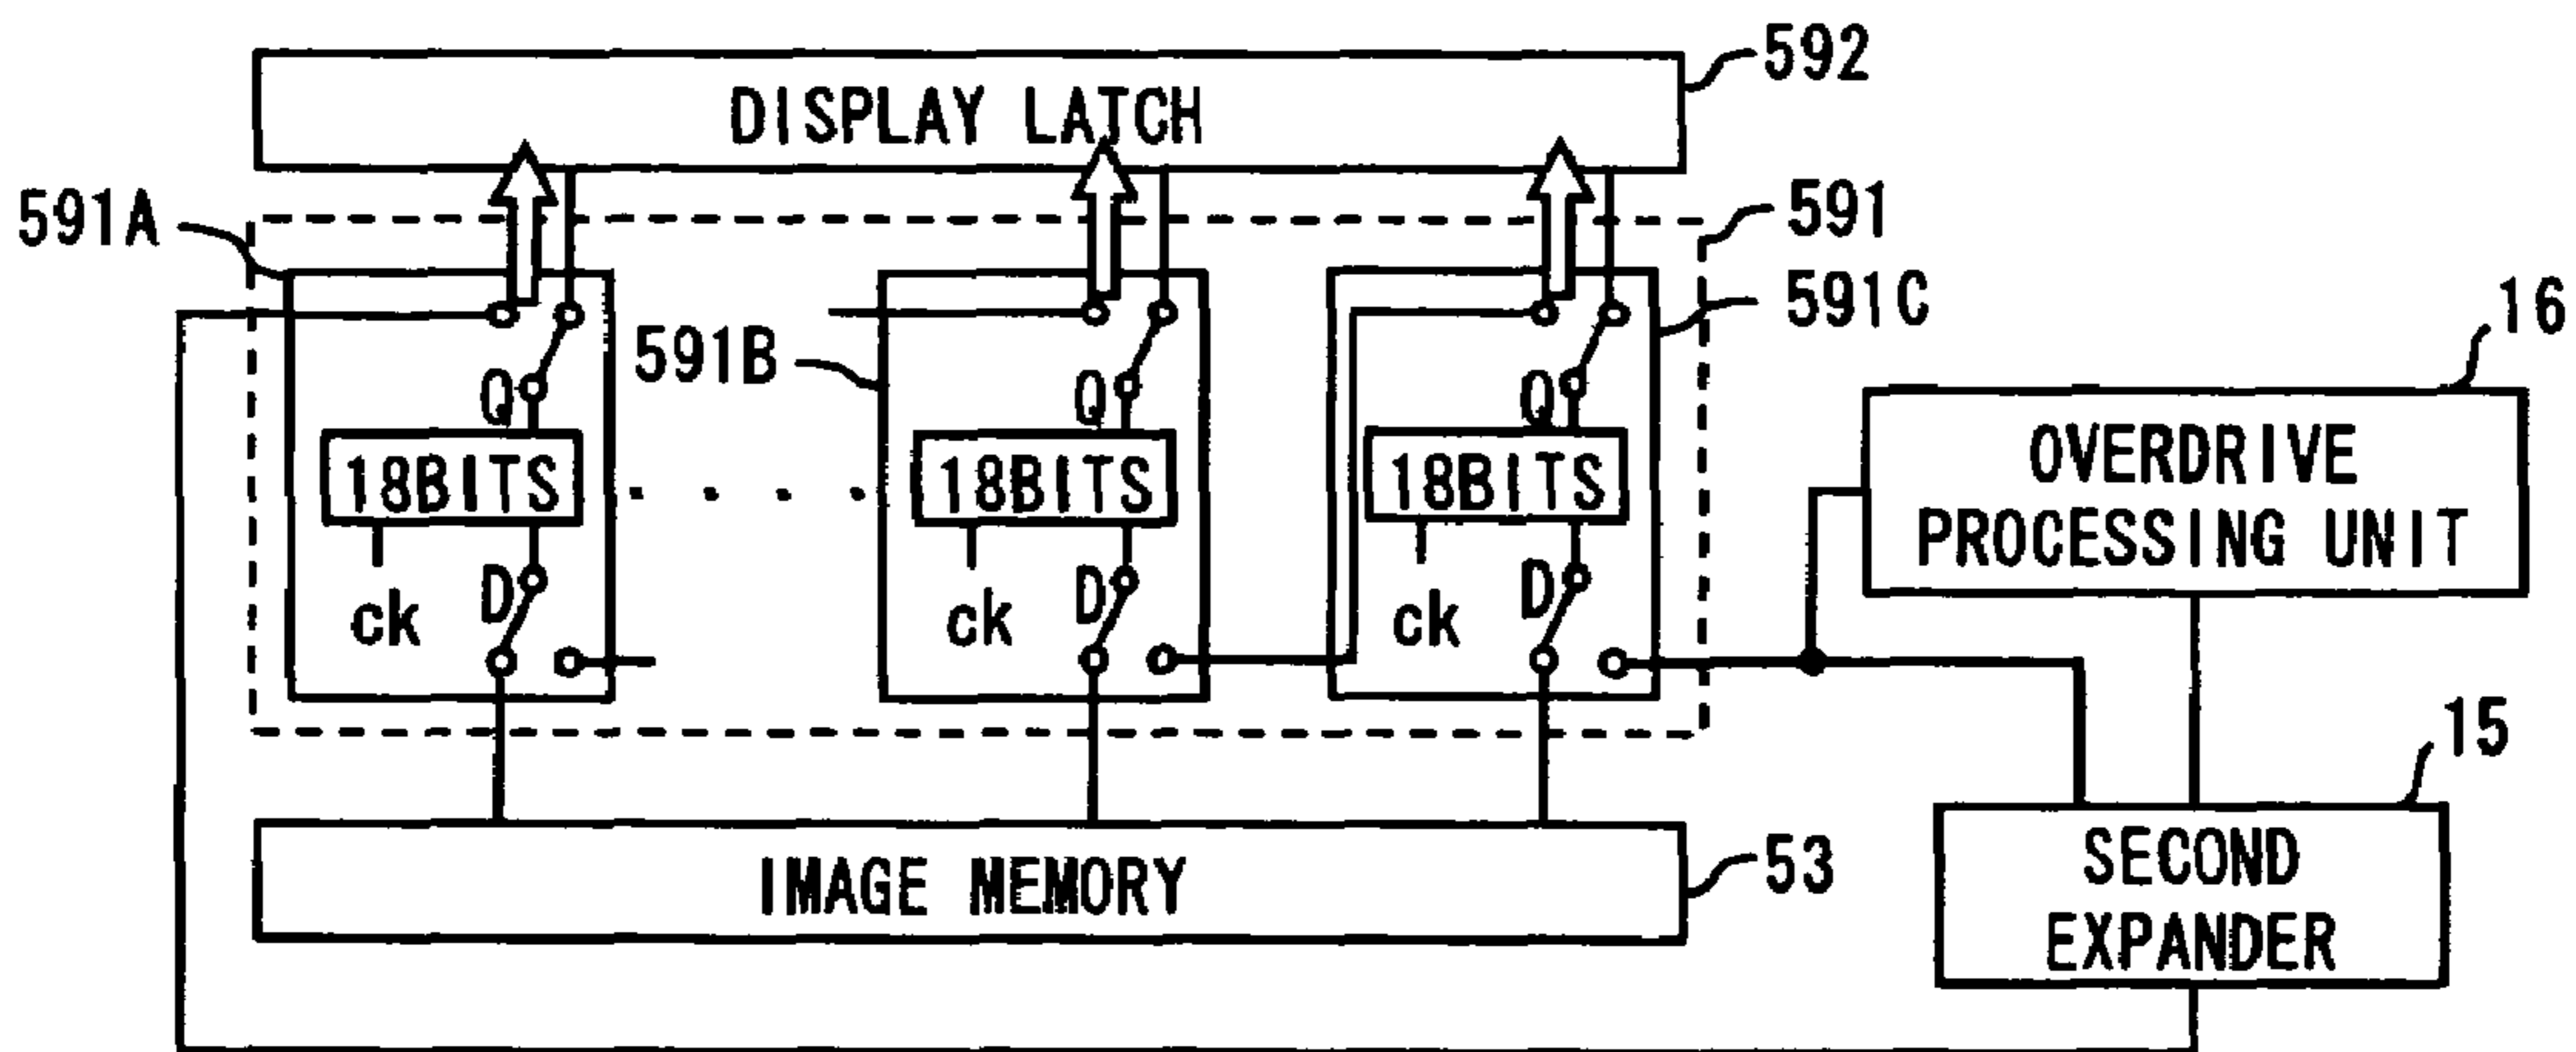 592
DISPLAY LATCH
591A
591
591C
16
591B
Q
Q
Q
OVERDRIVE
PROCESSING UNIT
18BITS
18BITS
18BITS
ck
D
ck
D
ck
D
15
SECOND
EXPANDER
IMAGE MEMORY
53